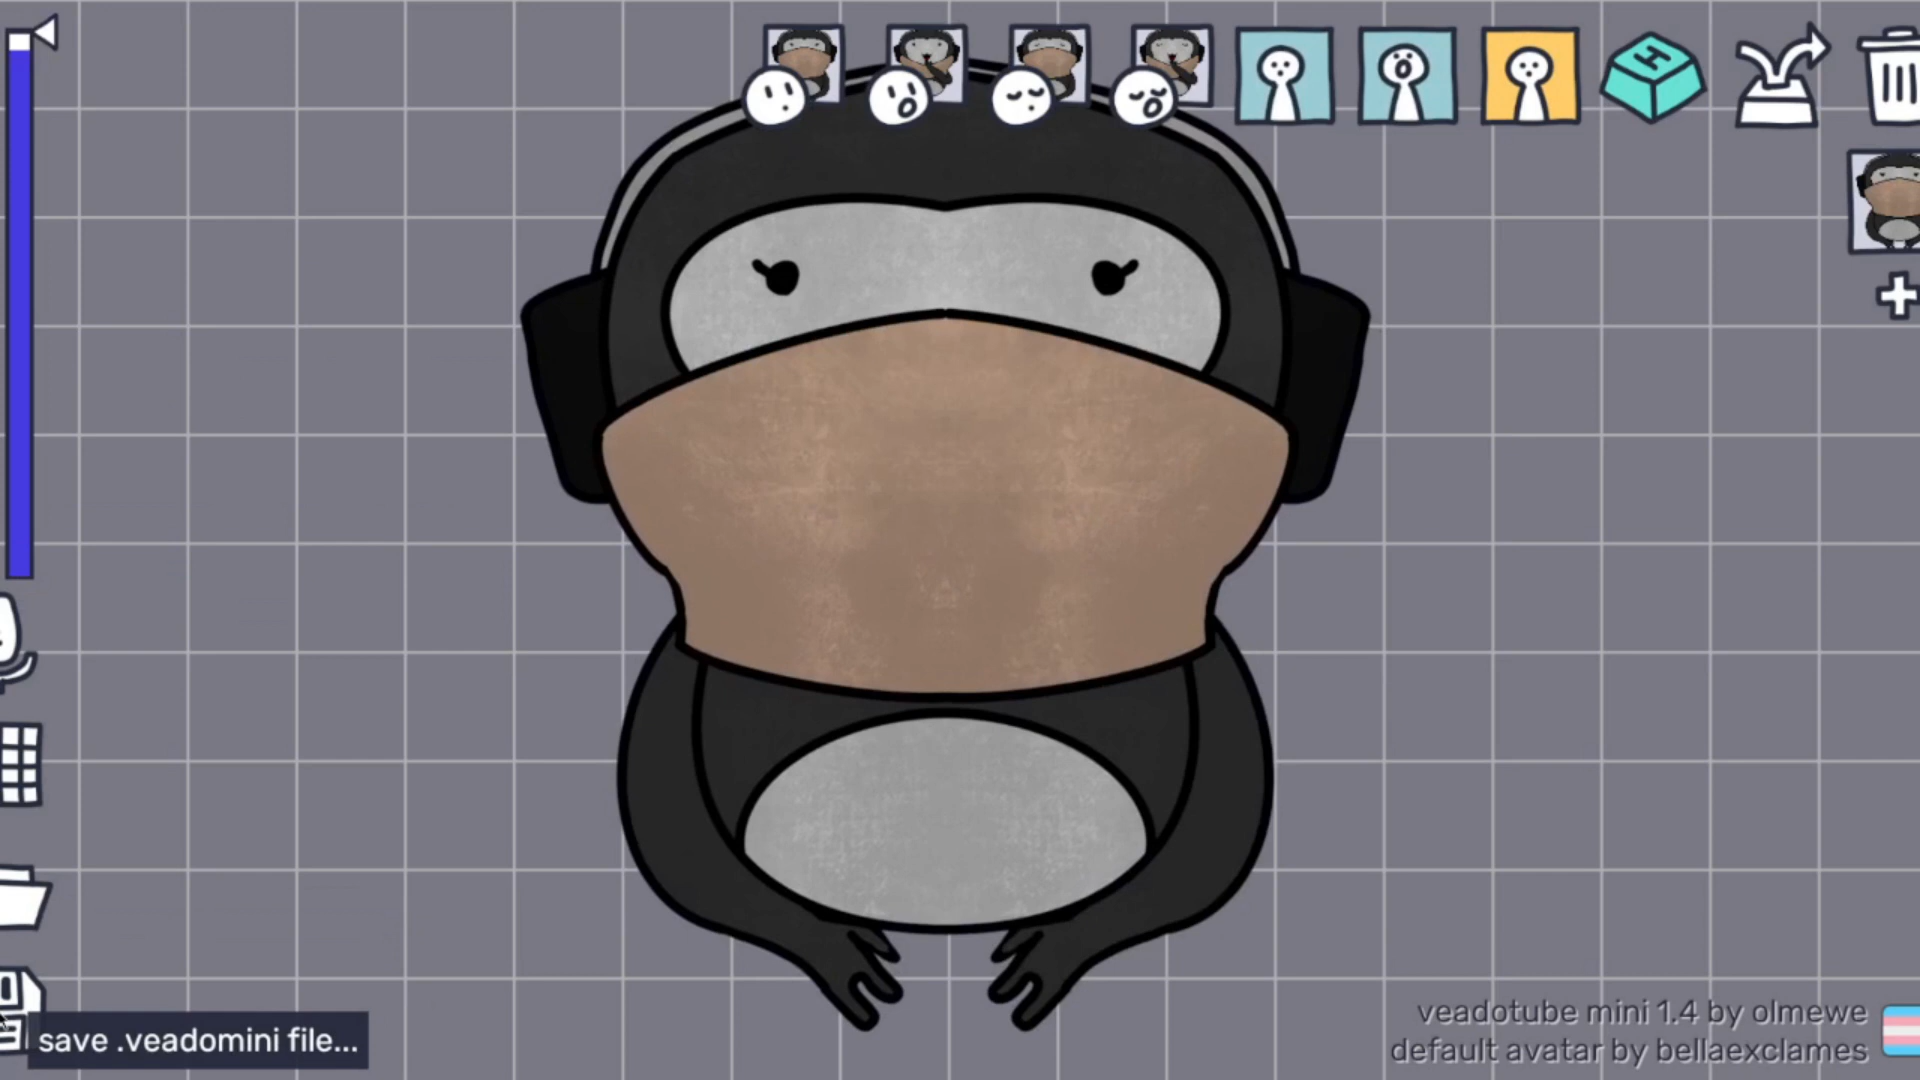 H
save .veadomini file...
veadotube mini 1.4 by olmewe
default avatar by bellaexclames